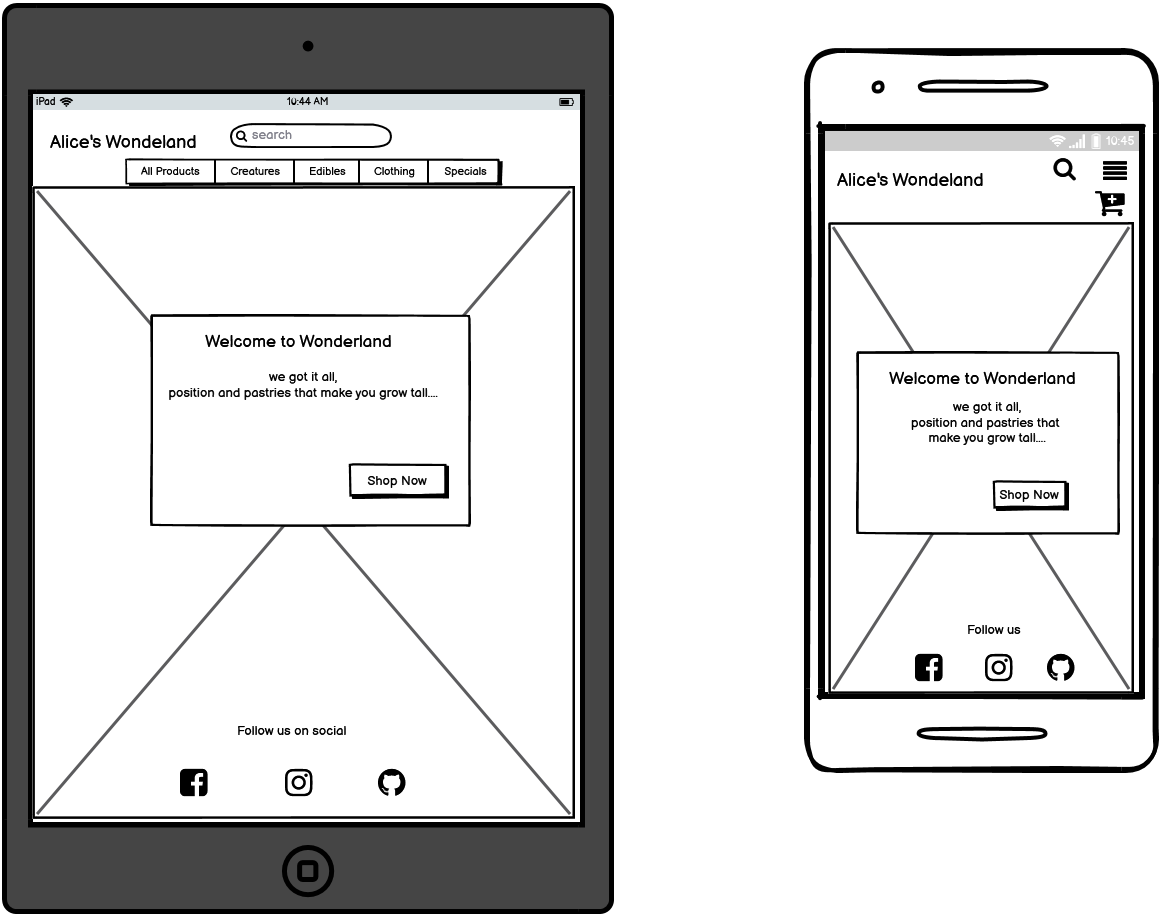 iPad 10:44 AM
Alice's Wondeland
search
All Products Creatures Edibles Clothing Specials
Welcome to Wonderland
we got it all,
position and pastries that make you grow tall....
Shop Now
Follow us on social
10:45
Alice's Wondeland
Welcome to Wonderland
we got it all,
position and pastries that
make you grow tall....
Shop Now
Follow us